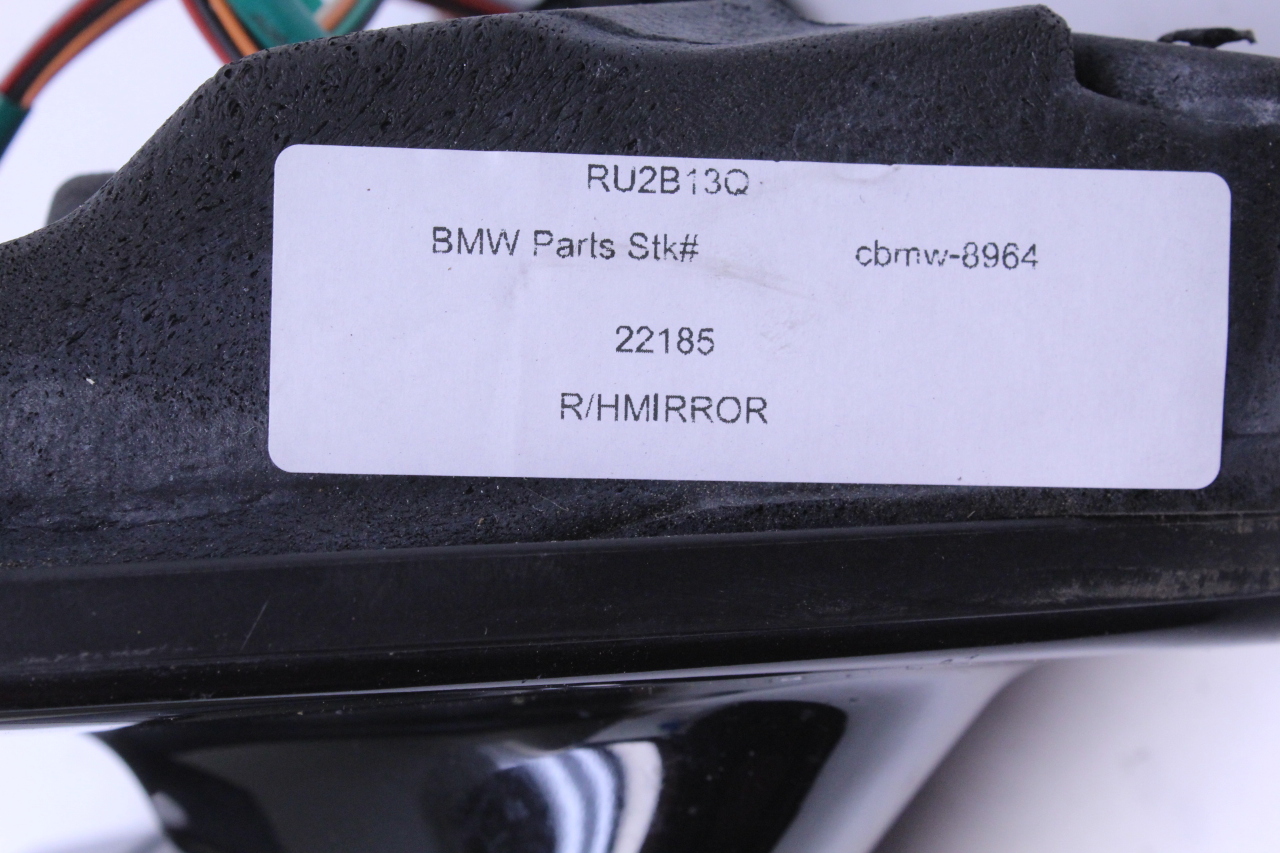 RU2B13Q
BMW Parts Stk# cbmw-8964
22185
R/HMIRROR